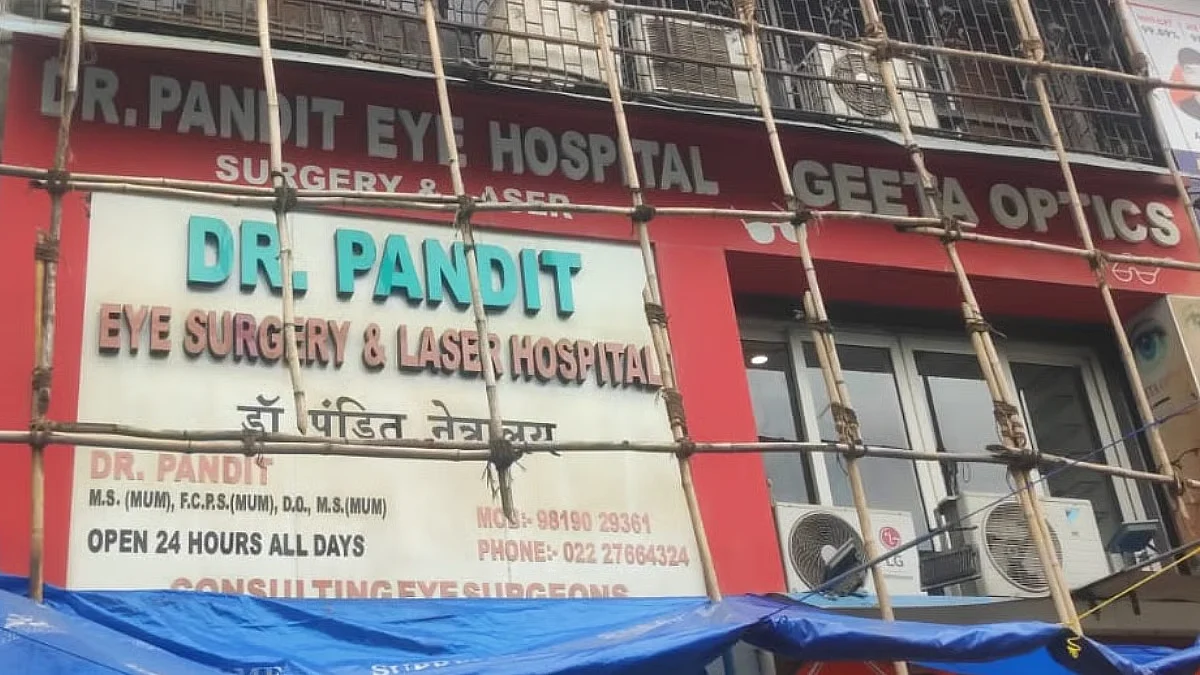 DR. PANDIT EYE HOSPITAL
SURGERY & LASER
GEETA OPTICS
DR. PANDIT
EYE SURGERY & LASER HOSPITAL
डॉ पंडित नेत्रालय
DR. PANDIT
M.S. (MUM), F.C.P.S.(MUM), D.O., M.S.(MUM)
OPEN 24 HOURS ALL DAYS
MOB:- 98190 29361
PHONE:- 022 27664324
CONSULTING EYE SURGEONS
LG